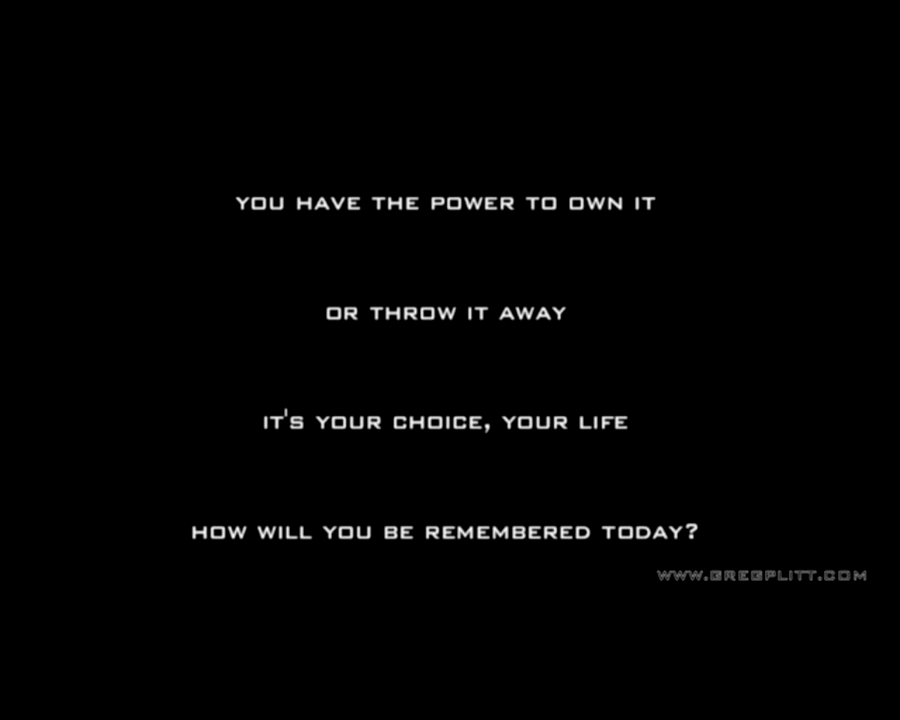 YOU HAVE THE POWER TO OWN IT
OR THROW IT AWAY
IT'S YOUR CHOICE, YOUR LIFE
HOW WILL YOU BE REMEMBERED TODAY?
WWW.GREGPLITT.COM